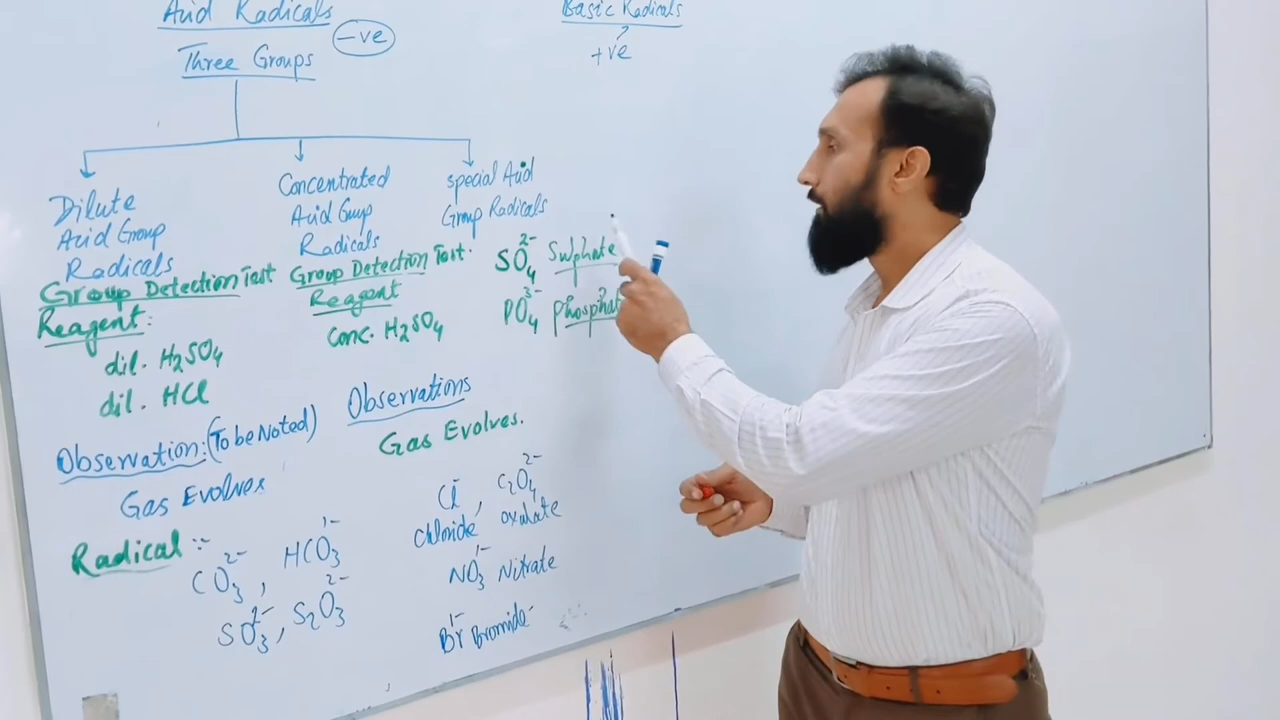 Acid Radicals
-ve
Three Groups
Basic Radicals
+ve
Dilute
Acid Group
Radicals
Group Detection Test
Reagent:
dil. H₂SO₄
dil. HCl
Observation: (To be Noted)
Gas Evolves
Radical :-
CO₃²⁻, HCO₃¹⁻
SO₃²⁻, S₂O₃²⁻
Concentrated
Acid Group
Radicals
Group Detection Test.
Reagent
Conc. H₂SO₄
Observations
Gas Evolves.
Cl⁻, C₂O₄²⁻
Chloride oxalate
NO₃¹⁻ Nitrate
Br¹⁻ Bromide
special Acid
Group Radicals
SO₄²⁻ Sulphate
PO₄³⁻ Phosphat